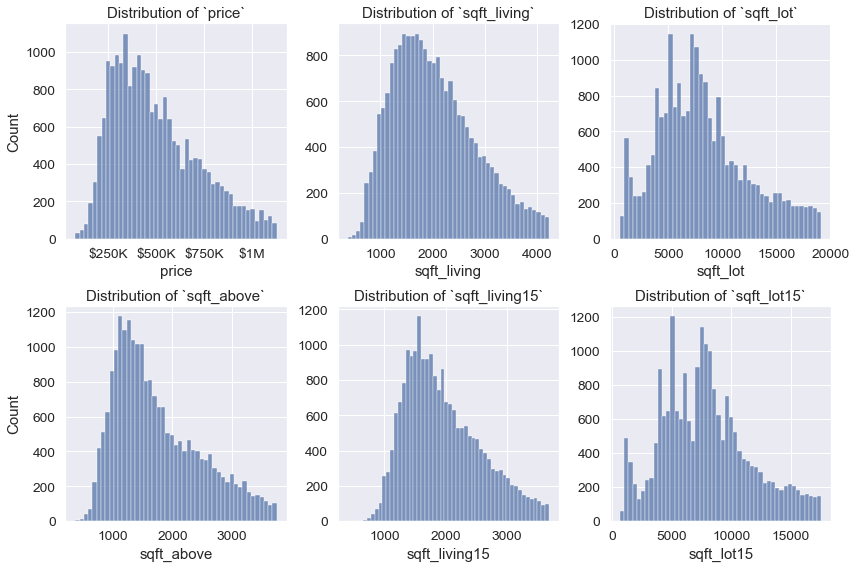 Distribution of `price`
Distribution of `sqft_living`
Distribution of `sqft_lot`
Count
1000
800
600
400
200
0
$250K $500K $750K $1M
price
800
600
400
200
0
1000 2000 3000 4000
sqft_living
1200
1000
800
600
400
200
0
0 5000 10000 15000 20000
sqft_lot
Distribution of `sqft_above`
Distribution of `sqft_living15`
Distribution of `sqft_lot15`
Count
1200
1000
800
600
400
200
0
1000 2000 3000
sqft_above
1200
1000
800
600
400
200
0
1000 2000 3000
sqft_living15
1200
1000
800
600
400
200
0
0 5000 10000 15000
sqft_lot15